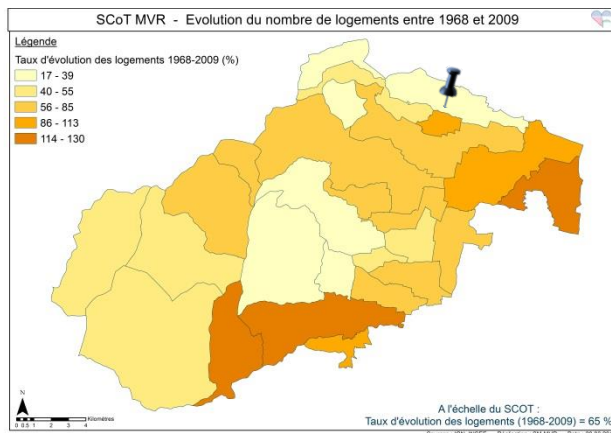 SCoT MVR - Evolution du nombre de logements entre 1968 et 2009
Légende
Taux d'évolution des logements 1968-2009 (%)
17 - 39
40 - 55
56 - 85
86 - 113
114 - 130
N
0 0.5 1 2 3 4
Kilomètres
A l'échelle du SCOT :
Taux d'évolution des logements (1968-2009) = 65 %